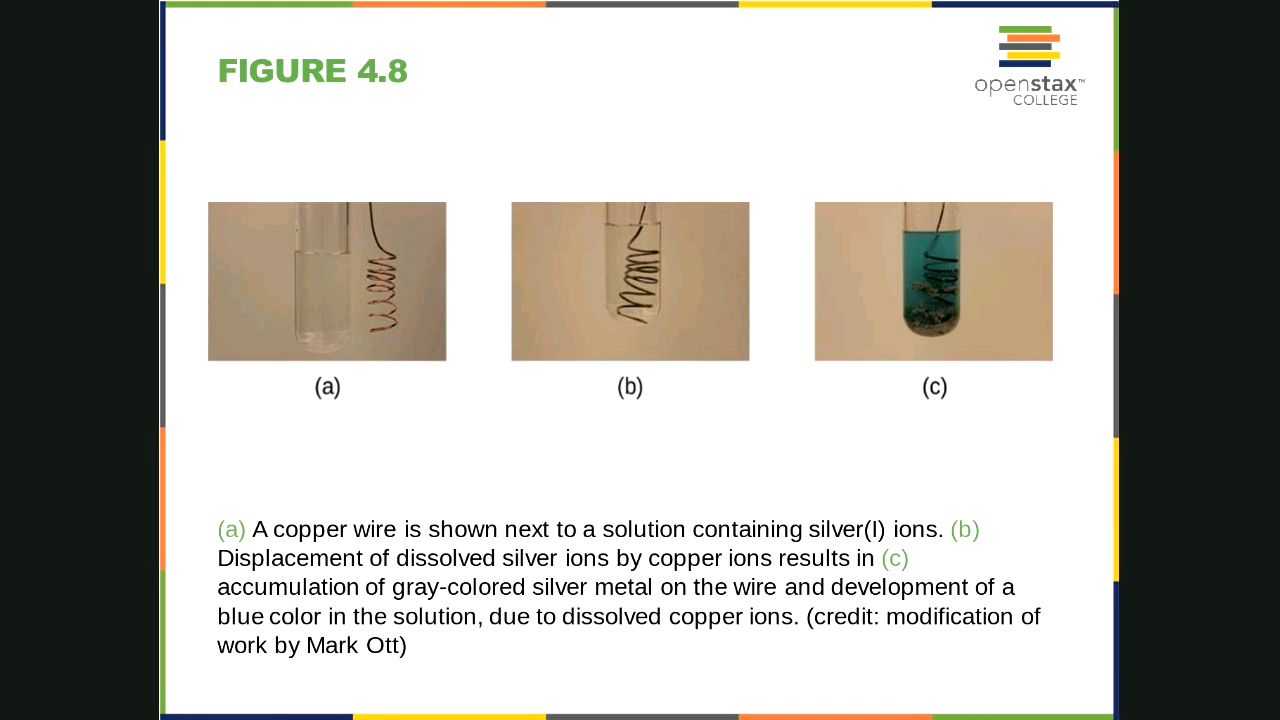 FIGURE 4.8
openstax™
COLLEGE
(a)
(b)
(c)
(a) A copper wire is shown next to a solution containing silver(I) ions. (b)
Displacement of dissolved silver ions by copper ions results in (c)
accumulation of gray-colored silver metal on the wire and development of a
blue color in the solution, due to dissolved copper ions. (credit: modification of
work by Mark Ott)